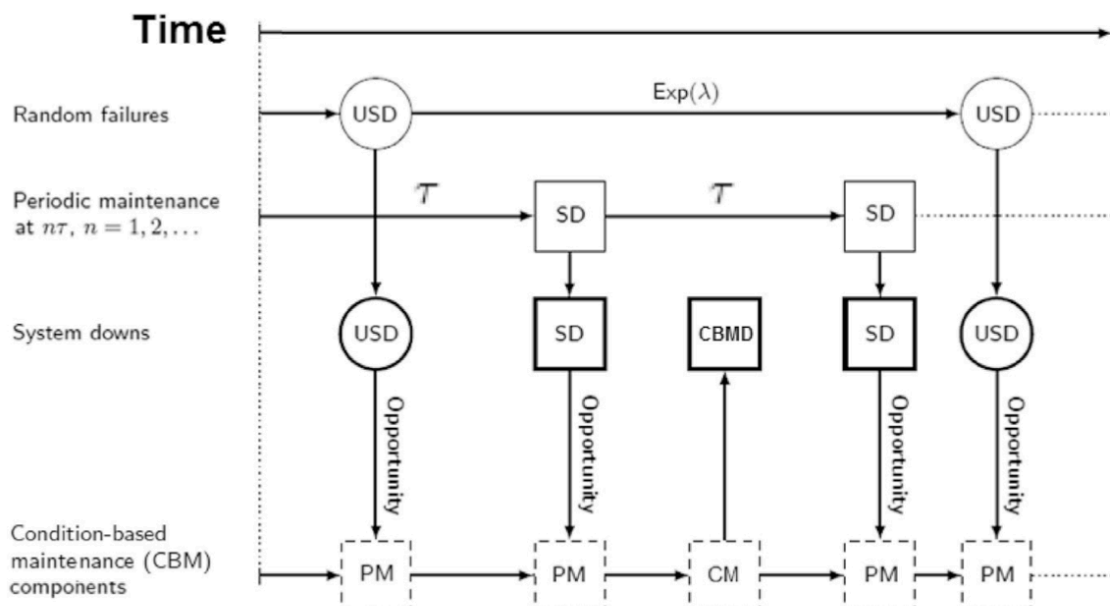 Time
Random failures
USD
Exp(λ)
USD
Periodic maintenance
at nτ, n = 1, 2, . . .
τ
SD
τ
SD
System downs
USD
SD
CBMD
SD
USD
Opportunity
Opportunity
Opportunity
Opportunity
Condition-based
maintenance (CBM)
components
PM
PM
CM
PM
PM